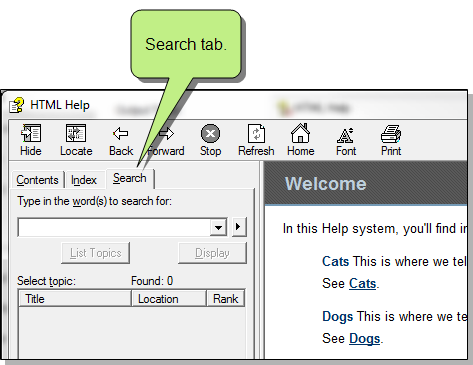 Search tab.
HTML Help
Hide Locate Back Forward Stop Refresh Home Font Print
Contents Index Search
Type in the word(s) to search for:
List Topics Display
Select topic: Found: 0
Title Location Rank
Welcome
In this Help system, you'll find
Cats This is where we tel
See Cats.
Dogs This is where we te
See Dogs.